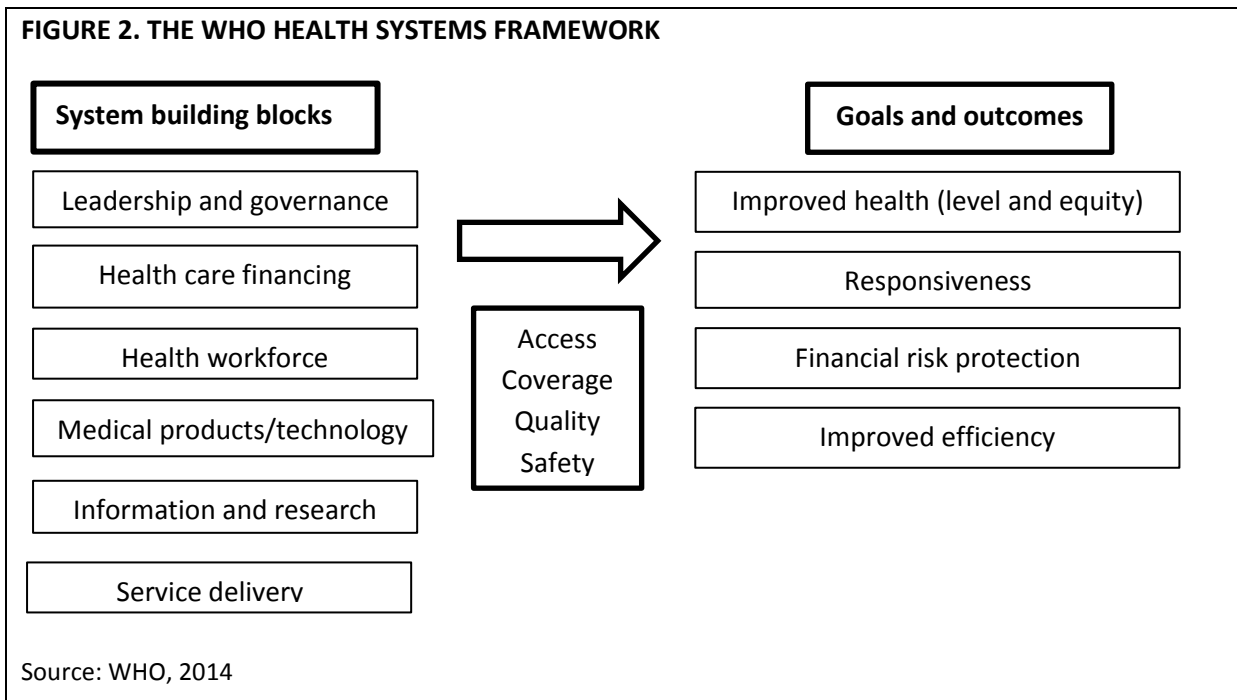 FIGURE 2. THE WHO HEALTH SYSTEMS FRAMEWORK
System building blocks
Leadership and governance
Health care financing
Health workforce
Medical products/technology
Information and research
Service delivery
Access
Coverage
Quality
Safety
Goals and outcomes
Improved health (level and equity)
Responsiveness
Financial risk protection
Improved efficiency
Source: WHO, 2014